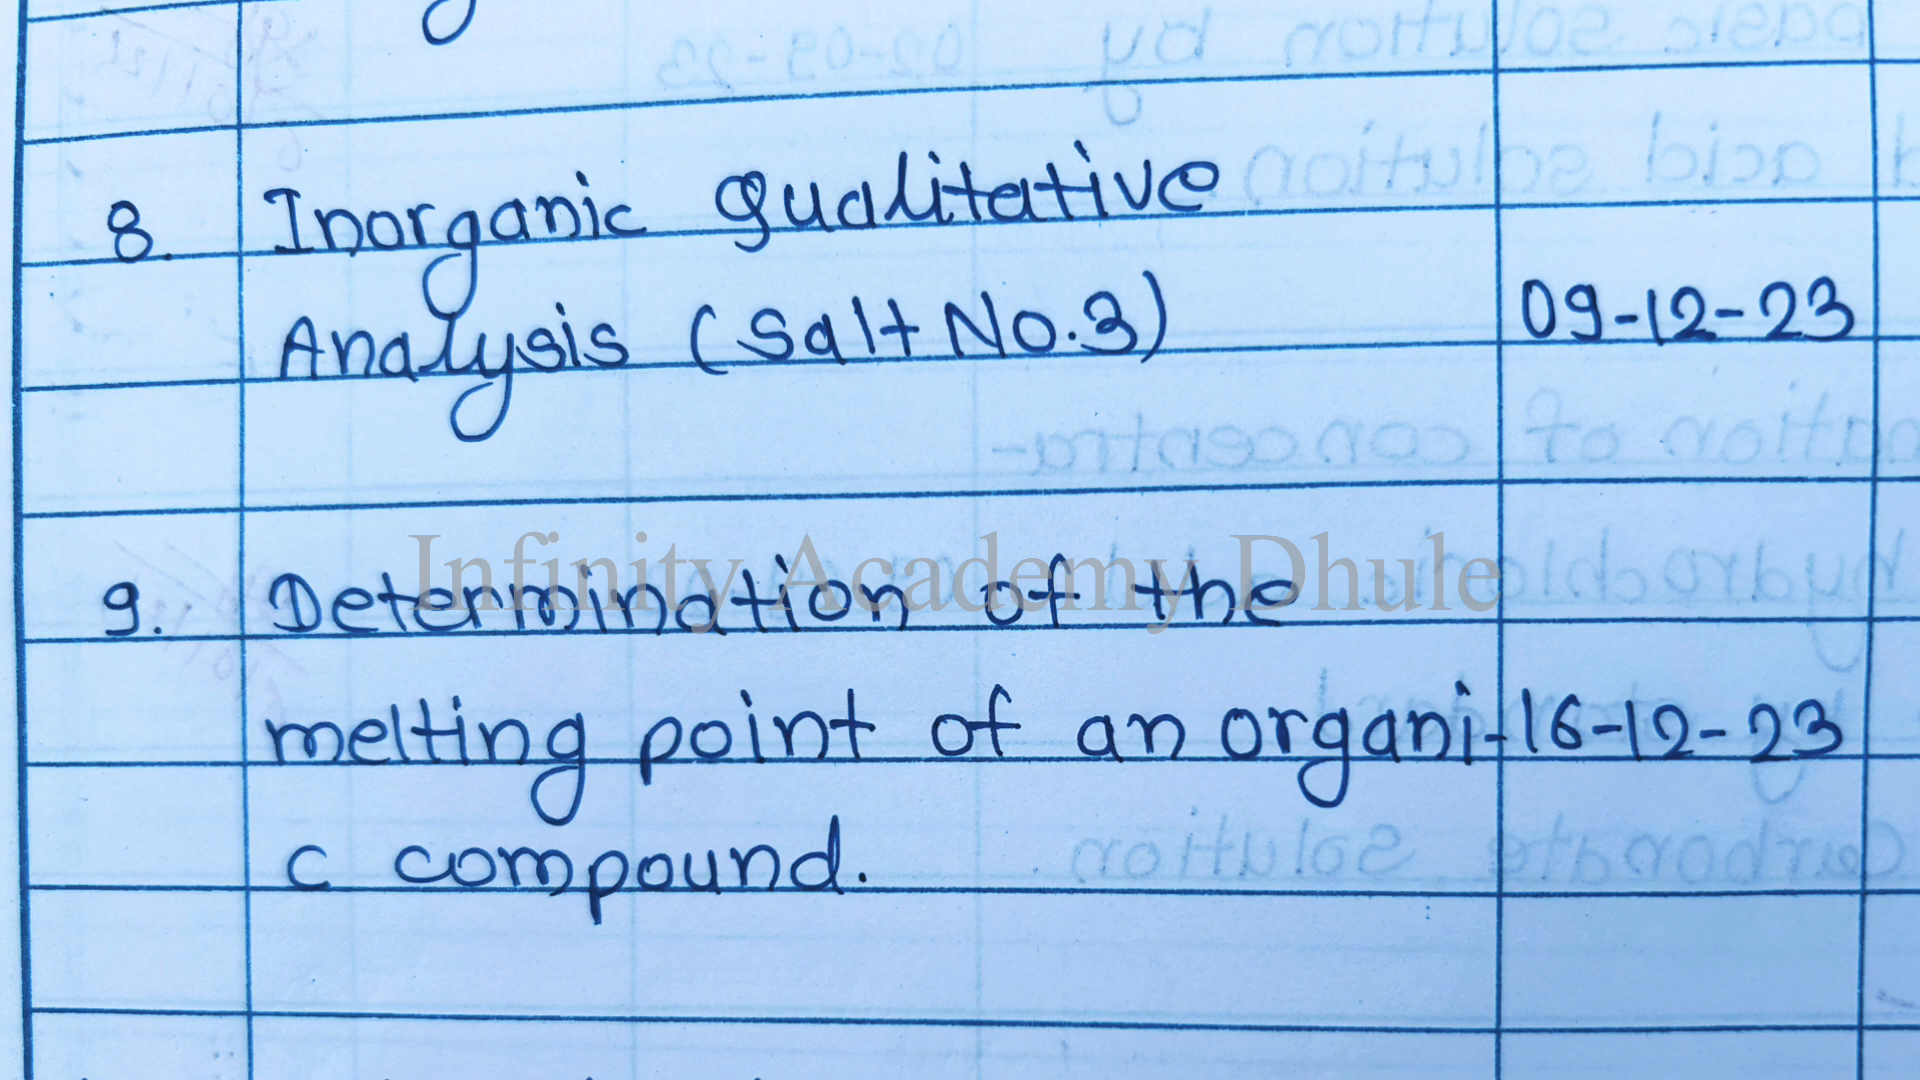 8. Inorganic qualitative
Analysis (Salt No.3) 09-12-23
Infinity Academy Dhule
9. Determination of the
melting point of an organi- 16-12-23
c compound.